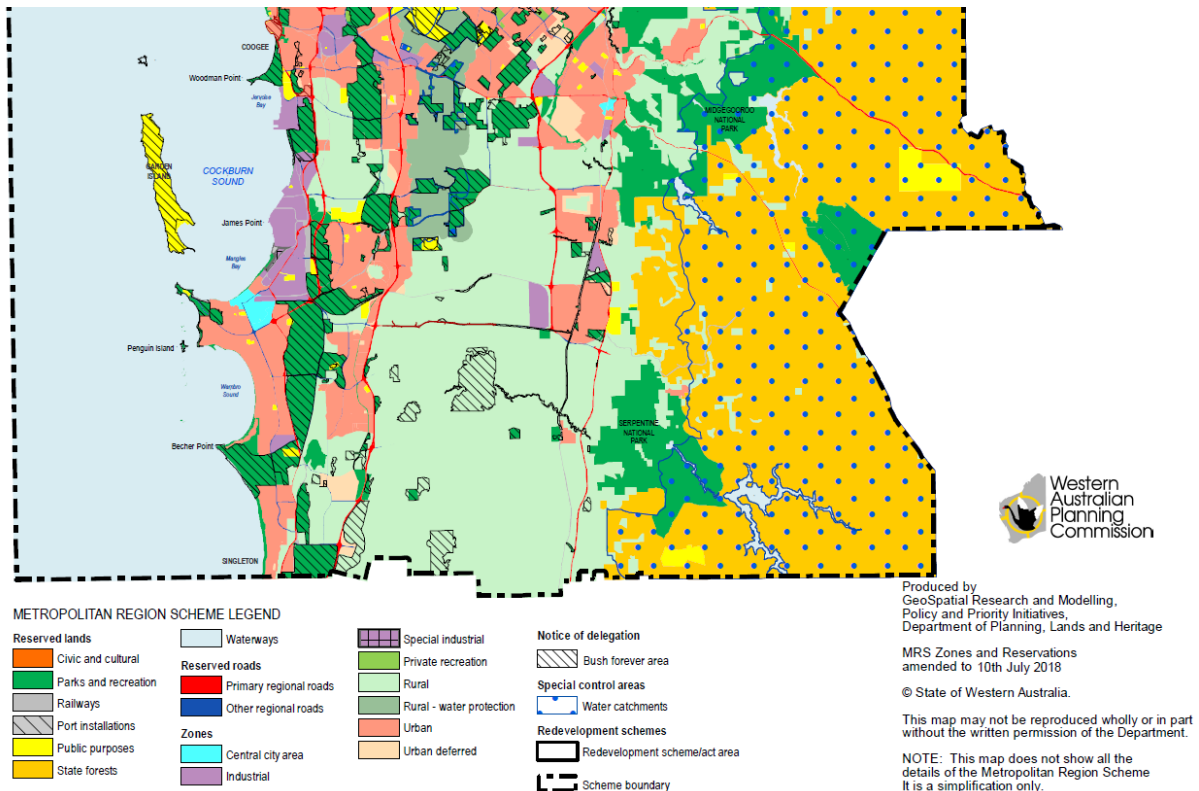 COOGEE
Woodman Point
Jervoise
Bay
MIDGEGOOROO
NATIONAL
PARK
GARDEN
ISLAND
COCKBURN
SOUND
James Point
Mangles
Bay
Penguin Island
Warnbro
Sound
SERPENTINE
NATIONAL
PARK
Becher Point
SINGLETON
Western
Australian
Planning
Commission
METROPOLITAN REGION SCHEME LEGEND
Reserved lands
Civic and cultural
Parks and recreation
Railways
Port installations
Public purposes
State forests
Waterways
Reserved roads
Primary regional roads
Other regional roads
Zones
Central city area
Industrial
Special industrial
Private recreation
Rural
Rural - water protection
Urban
Urban deferred
Notice of delegation
Bush forever area
Special control areas
Water catchments
Redevelopment schemes
Redevelopment scheme/act area
Scheme boundary
Produced by
GeoSpatial Research and Modelling,
Policy and Priority Initiatives,
Department of Planning, Lands and Heritage
MRS Zones and Reservations
amended to 10th July 2018
© State of Western Australia.
This map may not be reproduced wholly or in part
without the written permission of the Department.
NOTE: This map does not show all the
details of the Metropolitan Region Scheme
It is a simplification only.